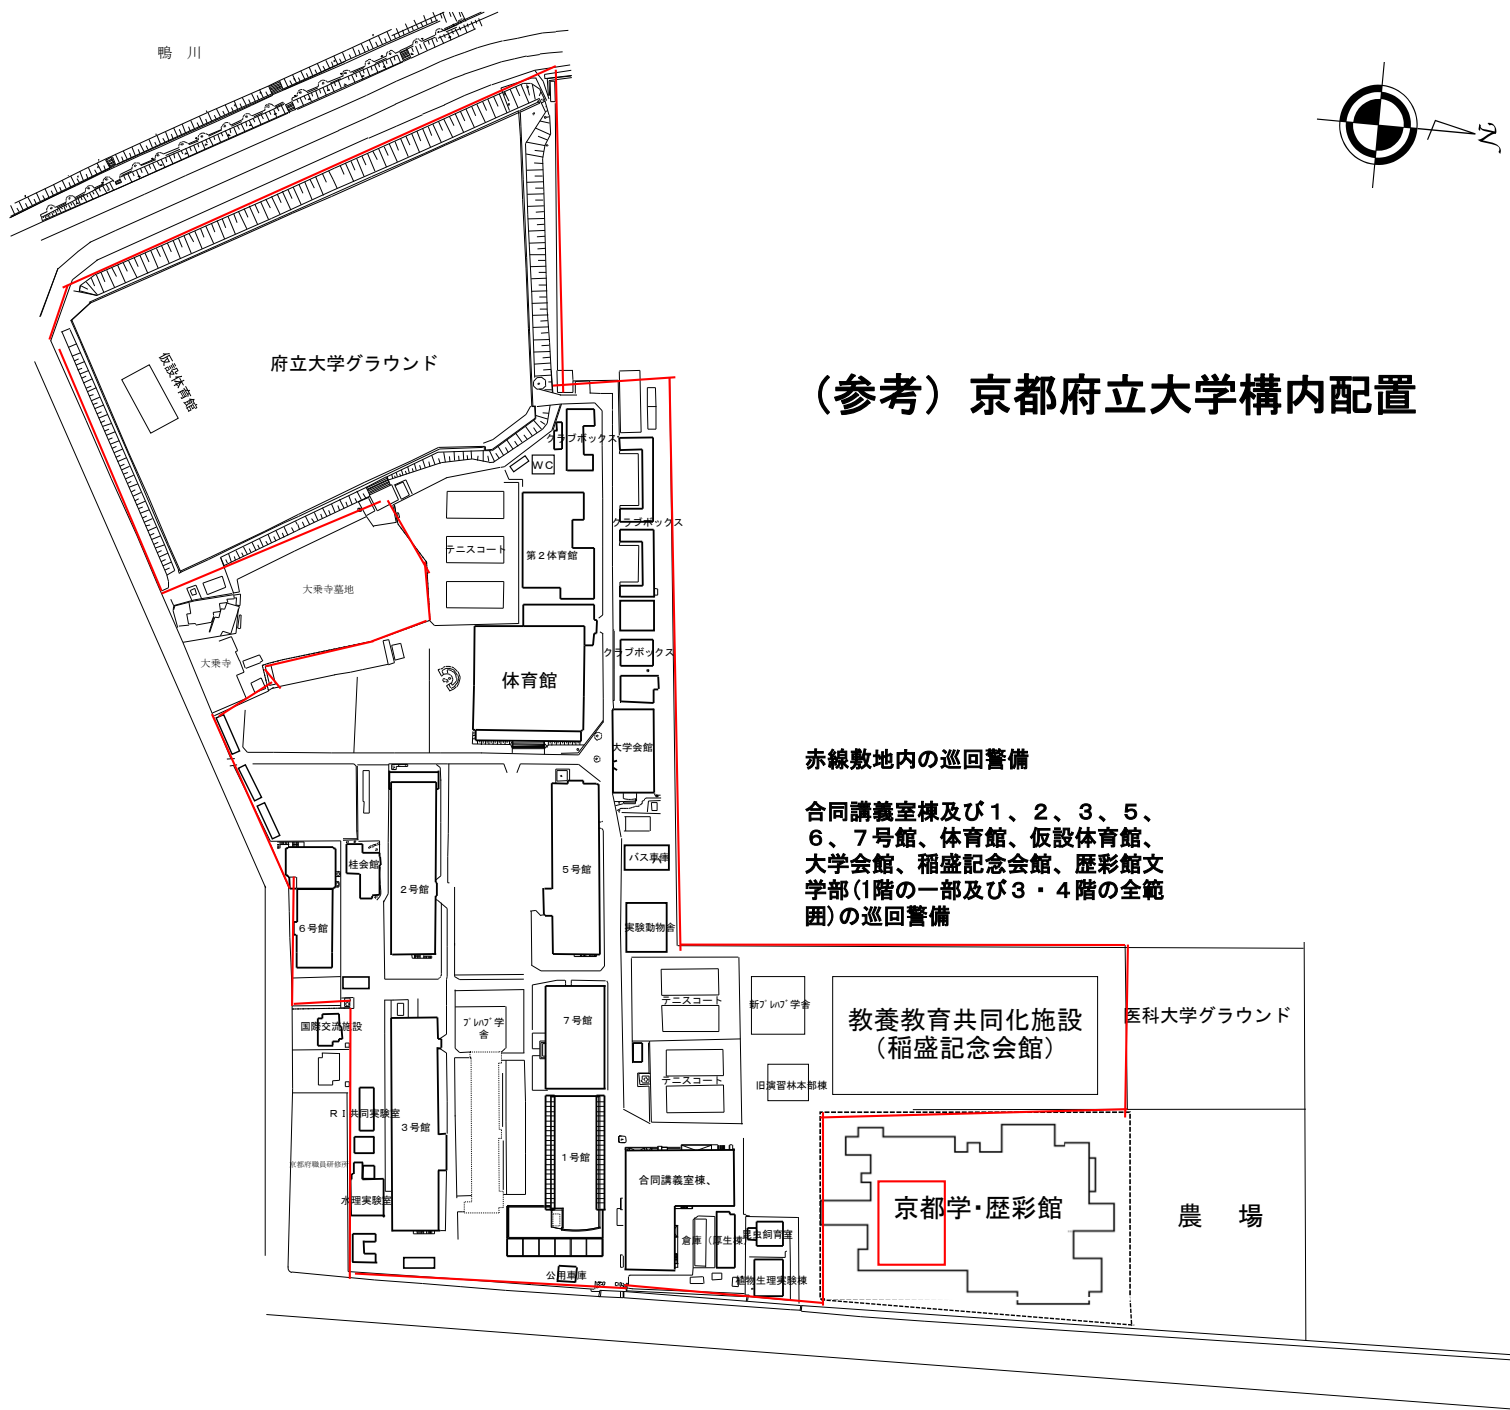 鴨 川
N
府立大学グラウンド
仮設体育館
（参考）京都府立大学構内配置
クラブボックス
WC
クラブボックス
テニスコート
第２体育館
大乗寺墓地
クラブボックス
大乗寺
体育館
大学会館
赤線敷地内の巡回警備
合同講義室棟及び１、２、３、５、
６、７号館、体育館、仮設体育館、
大学会館、稲盛記念会館、歴彩館文
学部(1階の一部及び３・４階の全範
囲)の巡回警備
バス車庫
桂会館
２号館
５号館
６号館
実験動物舎
テニスコート
新ﾌﾟﾚﾊﾌﾞ学舎
教養教育共同化施設
（稲盛記念会館）
医科大学グラウンド
国際交流施設
ﾌﾟﾚﾊﾌﾞ学
舎
７号館
テニスコート
旧演習林本部棟
ＲＩ共同実験室
３号館
１号館
京都府職員研修所
合同講義室棟、
水理実験室
京都学・歴彩館
農 場
倉庫（厚生棟）
昆虫飼育室
公用車庫
植物生理実験棟